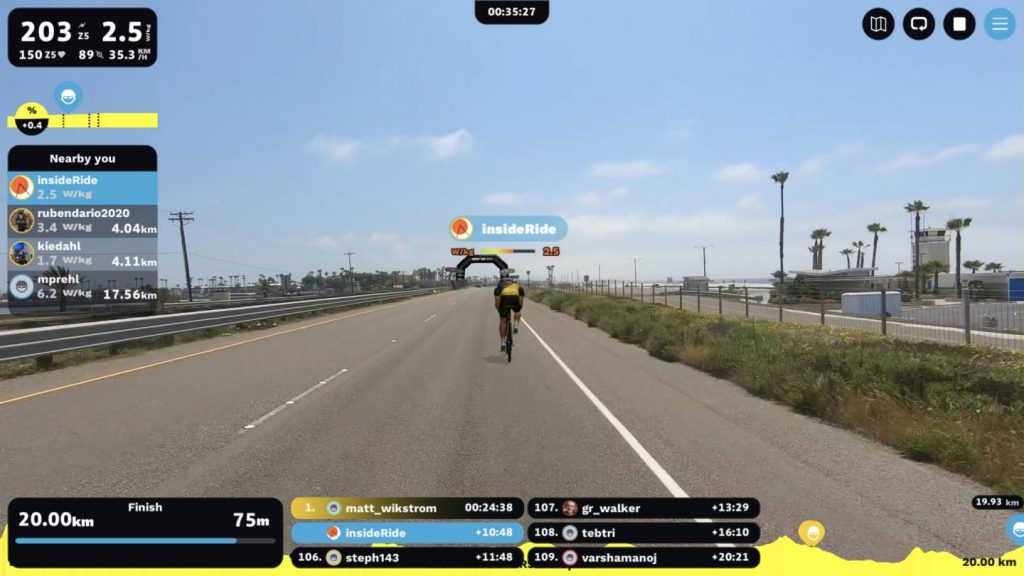 203 Z5 2.5 W/kg
150 Z5 89 35.3 KM/H
00:35:27
%
+0.4
Nearby you
insideRide
2.5 W/kg
rubendario2020
3.4 W/kg 4.04km
kiedahl
1.7 W/kg 4.11km
mprehl
6.2 W/kg 17.56km
insideRide
W/kg 2.5
Finish
20.00km 75m
1. matt_wikstrom 00:24:38
insideRide +10:48
106. steph143 +11:48
107. gr_walker +13:29
108. tebtri +16:10
109. varshamanoj +20:21
19.93 km
20.00 km